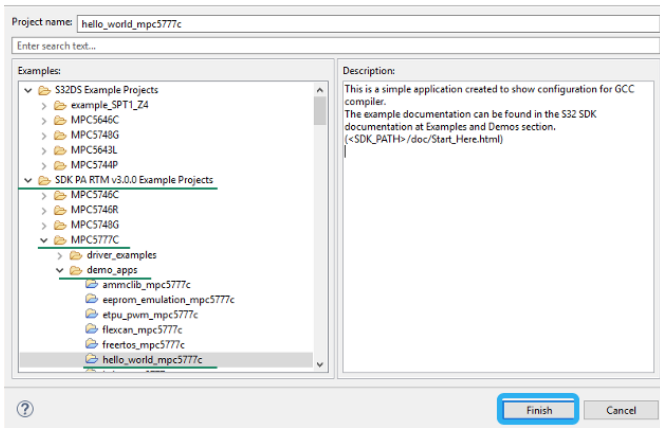 Project name: hello_world_mpc5777c
Enter search text...
Examples:
S32DS Example Projects
example_SPT1_Z4
MPC5646C
MPC5748G
MPC5643L
MPC5744P
SDK PA RTM v3.0.0 Example Projects
MPC5746C
MPC5746R
MPC5748G
MPC5777C
driver_examples
demo_apps
ammclib_mpc5777c
eeprom_emulation_mpc5777c
etpu_pwm_mpc5777c
flexcan_mpc5777c
freertos_mpc5777c
hello_world_mpc5777c
Description:
This is a simple application created to show configuration for GCC
compiler.
The example documentation can be found in the S32 SDK
documentation at Examples and Demos section.
(<SDK_PATH>/doc/Start_Here.html)
?
Finish
Cancel